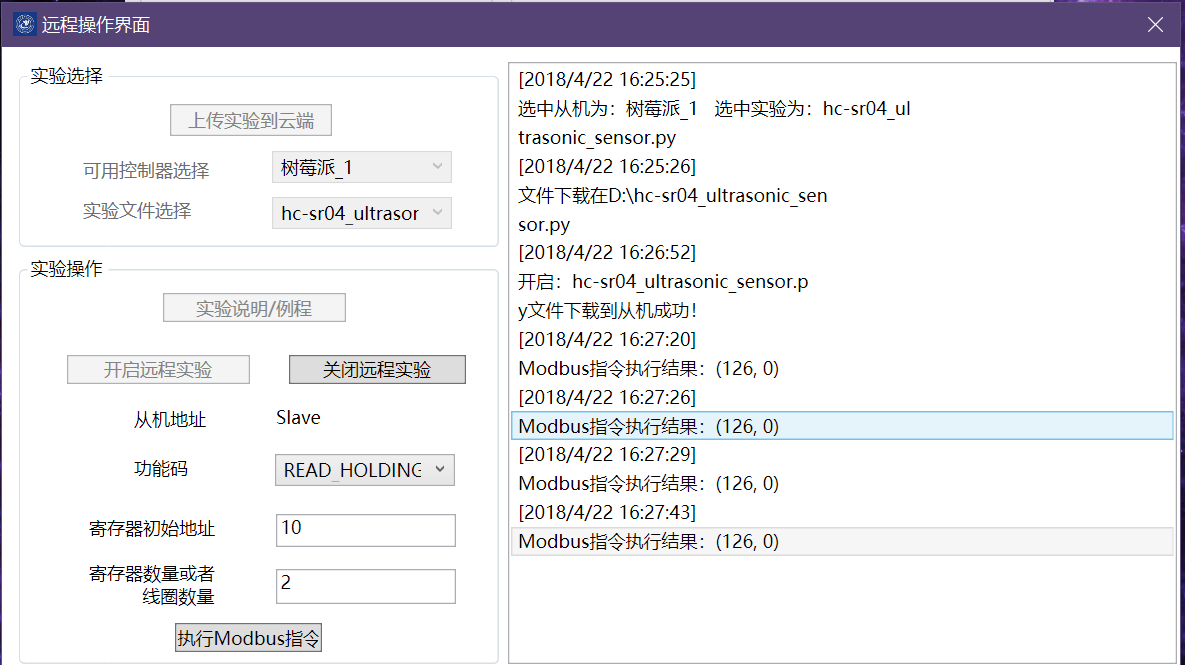 远程操作界面
实验选择
上传实验到云端
可用控制器选择
树莓派_1
实验文件选择
hc-sr04_ultrasor
实验操作
实验说明/例程
开启远程实验
关闭远程实验
从机地址
Slave
功能码
READ_HOLDING
寄存器初始地址
10
寄存器数量或者
线圈数量
2
执行Modbus指令
[2018/4/22 16:25:25]
选中从机为：树莓派_1 选中实验为：hc-sr04_ul
trasonic_sensor.py
[2018/4/22 16:25:26]
文件下载在D:\hc-sr04_ultrasonic_sen
sor.py
[2018/4/22 16:26:52]
开启：hc-sr04_ultrasonic_sensor.p
y文件下载到从机成功！
[2018/4/22 16:27:20]
Modbus指令执行结果：(126, 0)
[2018/4/22 16:27:26]
Modbus指令执行结果：(126, 0)
[2018/4/22 16:27:29]
Modbus指令执行结果：(126, 0)
[2018/4/22 16:27:43]
Modbus指令执行结果：(126, 0)